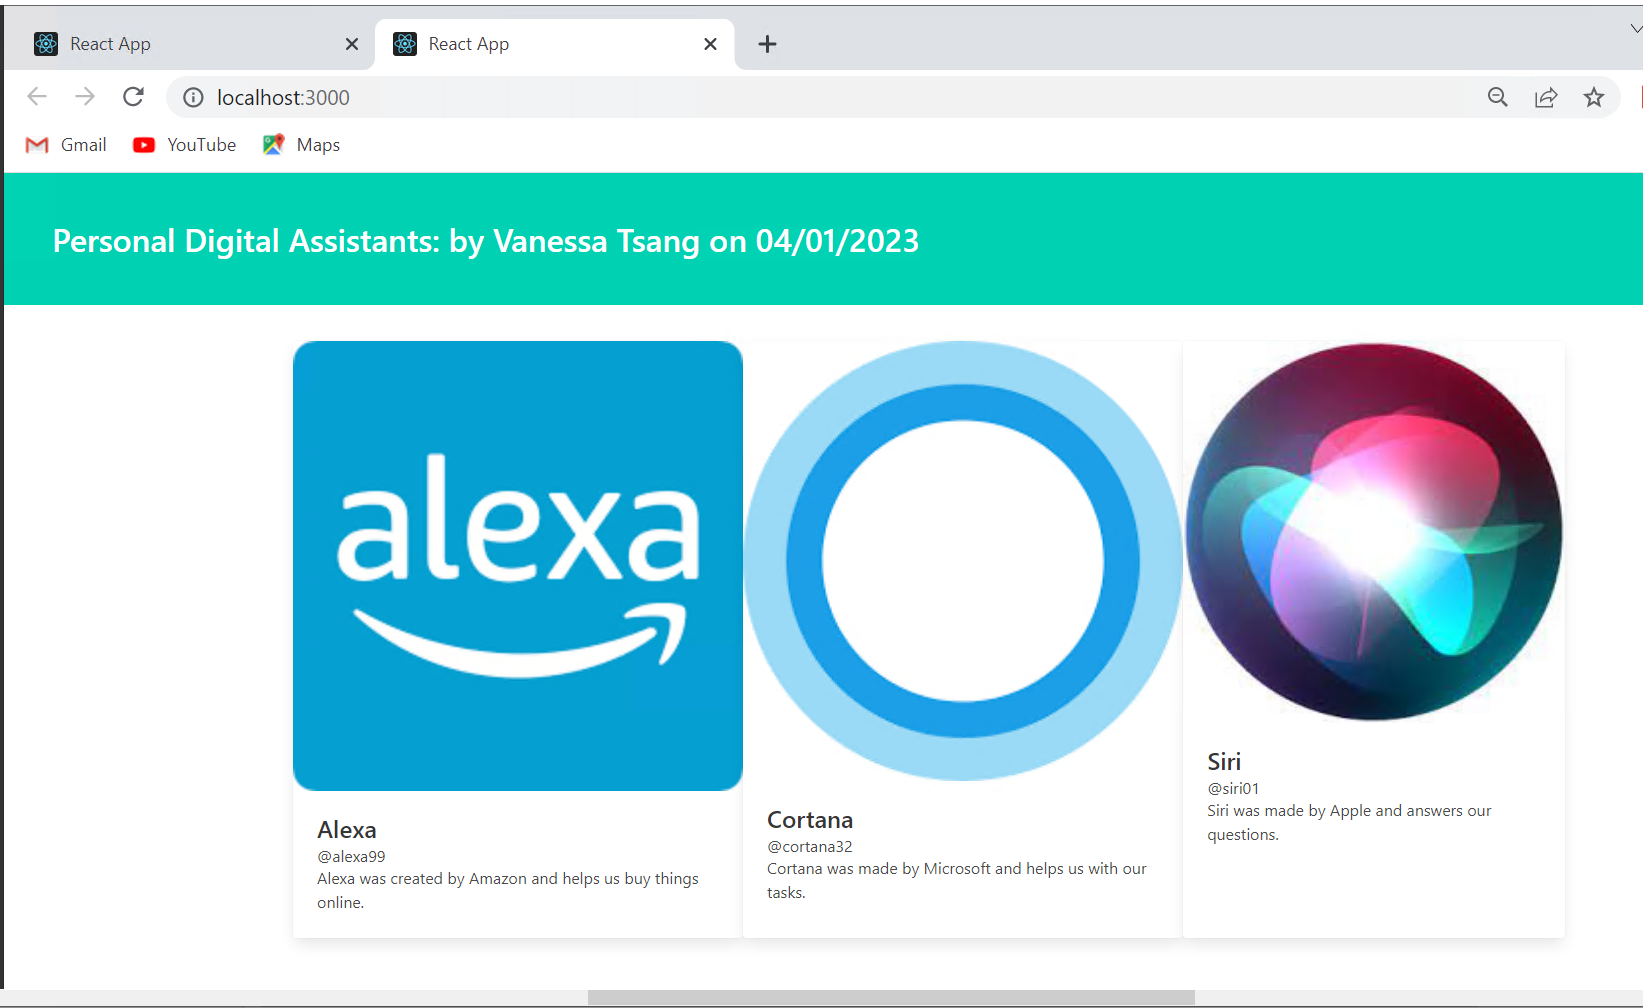 React App
React App
localhost:3000
Gmail
YouTube
Maps
Personal Digital Assistants: by Vanessa Tsang on 04/01/2023
alexa
Alexa
@alexa99
Alexa was created by Amazon and helps us buy things
online.
Cortana
@cortana32
Cortana was made by Microsoft and helps us with our
tasks.
Siri
@siri01
Siri was made by Apple and answers our
questions.